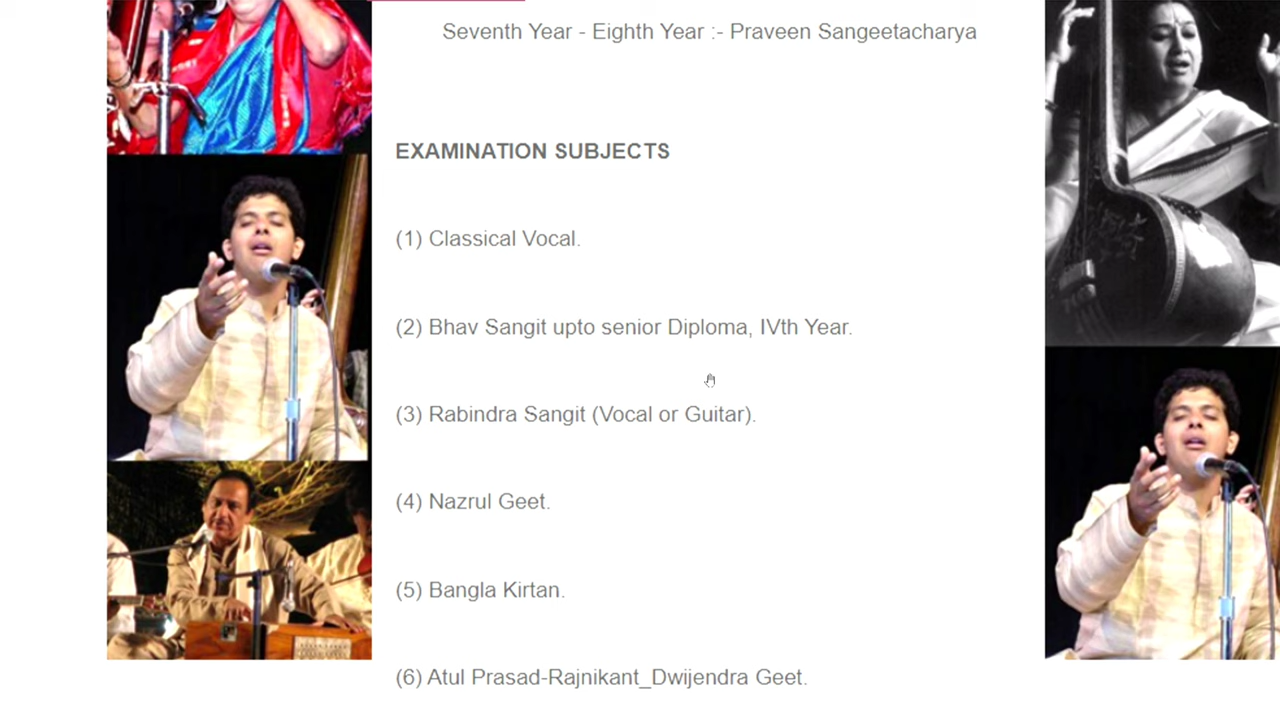 Seventh Year - Eighth Year :- Praveen Sangeetacharya
EXAMINATION SUBJECTS
(1) Classical Vocal.
(2) Bhav Sangit upto senior Diploma, IVth Year.
(3) Rabindra Sangit (Vocal or Guitar).
(4) Nazrul Geet.
(5) Bangla Kirtan.
(6) Atul Prasad-Rajnikant_Dwijendra Geet.